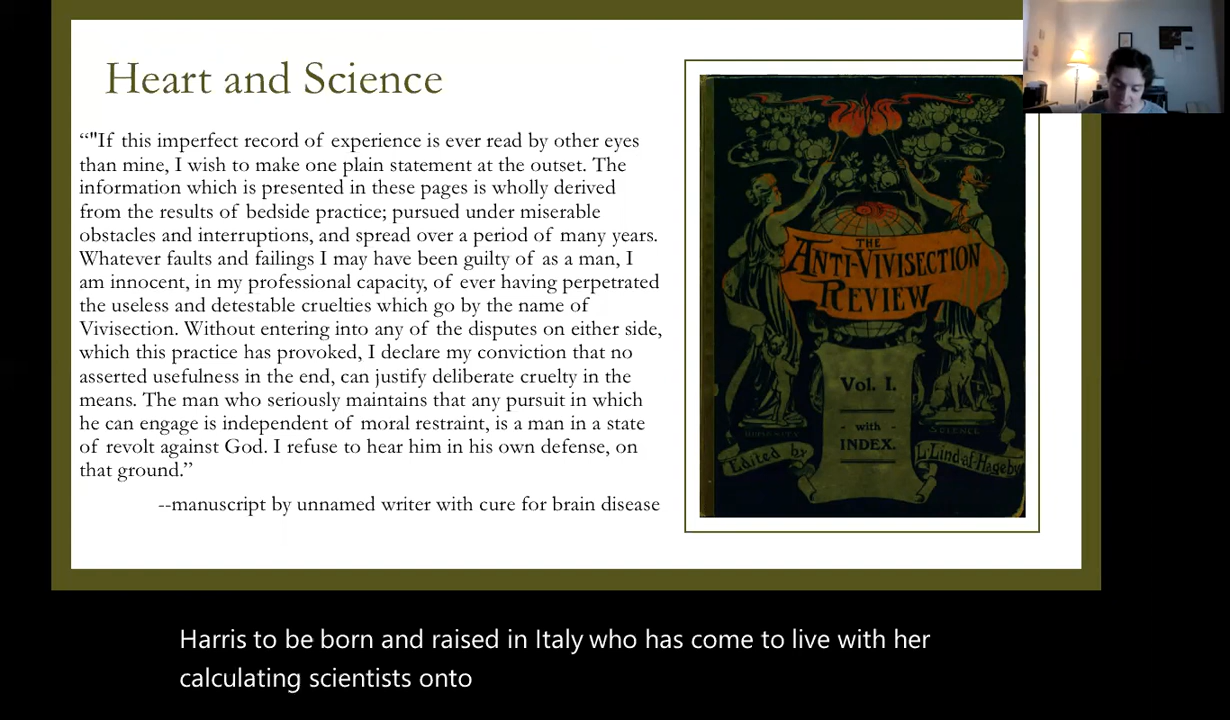 Heart and Science
“"If this imperfect record of experience is ever read by other eyes
than mine, I wish to make one plain statement at the outset. The
information which is presented in these pages is wholly derived
from the results of bedside practice; pursued under miserable
obstacles and interruptions, and spread over a period of many years.
Whatever faults and failings I may have been guilty of as a man, I
am innocent, in my professional capacity, of ever having perpetrated
the useless and detestable cruelties which go by the name of
Vivisection. Without entering into any of the disputes on either side,
which this practice has provoked, I declare my conviction that no
asserted usefulness in the end, can justify deliberate cruelty in the
means. The man who seriously maintains that any pursuit in which
he can engage is independent of moral restraint, is a man in a state
of revolt against God. I refuse to hear him in his own defense, on
that ground.”
--manuscript by unnamed writer with cure for brain disease
THE
ANTI-VIVISECTION
REVIEW
Vol. I.
- with -
INDEX.
HUMANITY
SCIENCE
Edited by
L. Lind-af-Hageby
Harris to be born and raised in Italy who has come to live with her
calculating scientists onto